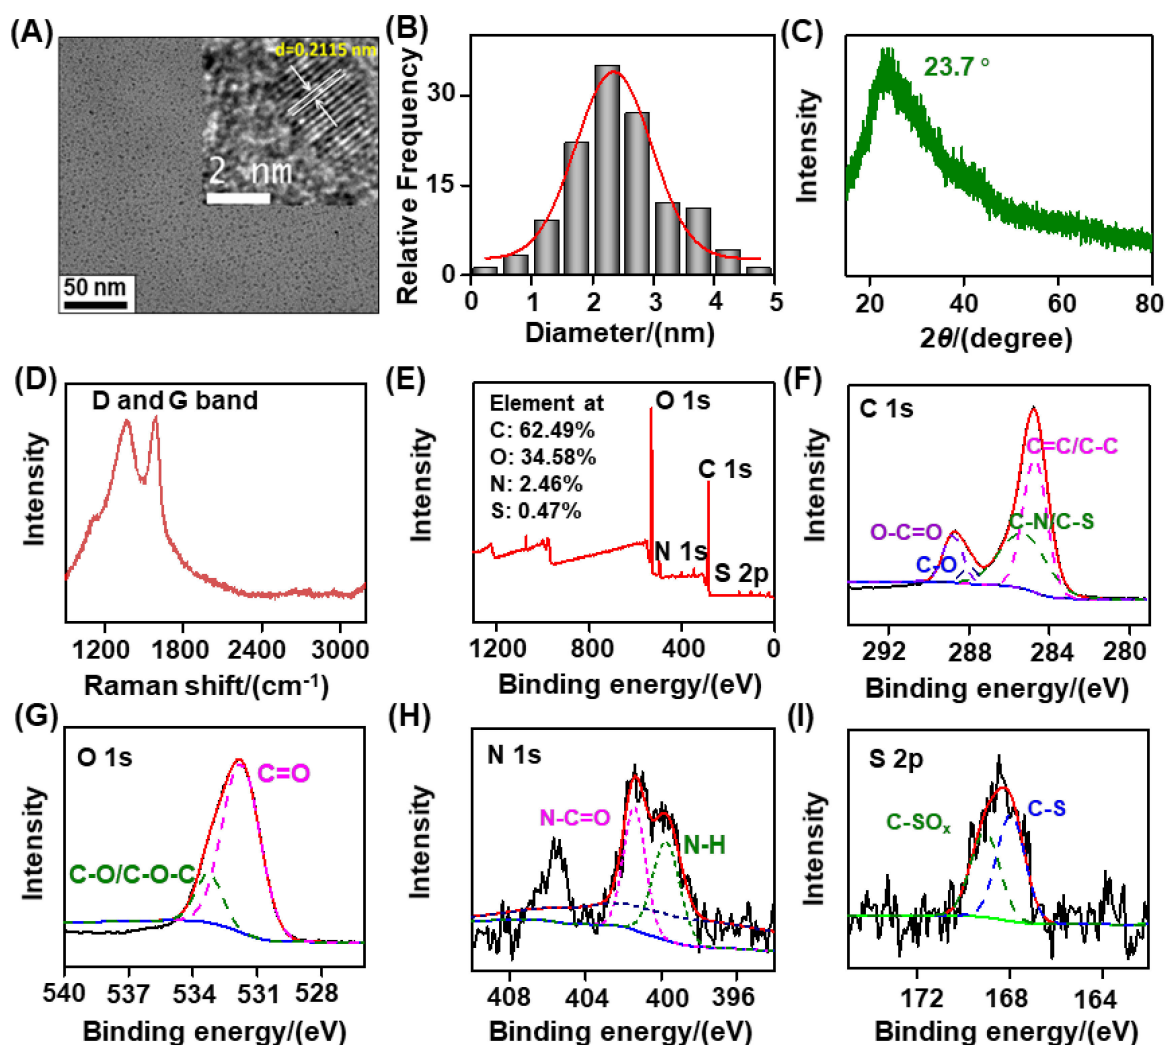 (A)
d=0.2115 nm
2 nm
50 nm
(B)
Relative Frequency
30
15
0
0 1 2 3 4 5
Diameter/(nm)
(C)
23.7 °
Intensity
20 40 60 80
2θ/(degree)
(D)
D and G band
Intensity
1200 1800 2400 3000
Raman shift/(cm⁻¹)
(E)
Element at
C: 62.49%
O: 34.58%
N: 2.46%
S: 0.47%
O 1s
C 1s
N 1s
S 2p
Intensity
1200 800 400 0
Binding energy/(eV)
(F)
C 1s
C=C/C-C
C-N/C-S
O-C=O
C-O
Intensity
292 288 284 280
Binding energy/(eV)
(G)
O 1s
C=O
C-O/C-O-C
Intensity
540 537 534 531 528
Binding energy/(eV)
(H)
N 1s
N-C=O
N-H
Intensity
408 404 400 396
Binding energy/(eV)
(I)
S 2p
C-SOₓ
C-S
Intensity
172 168 164
Binding energy/(eV)